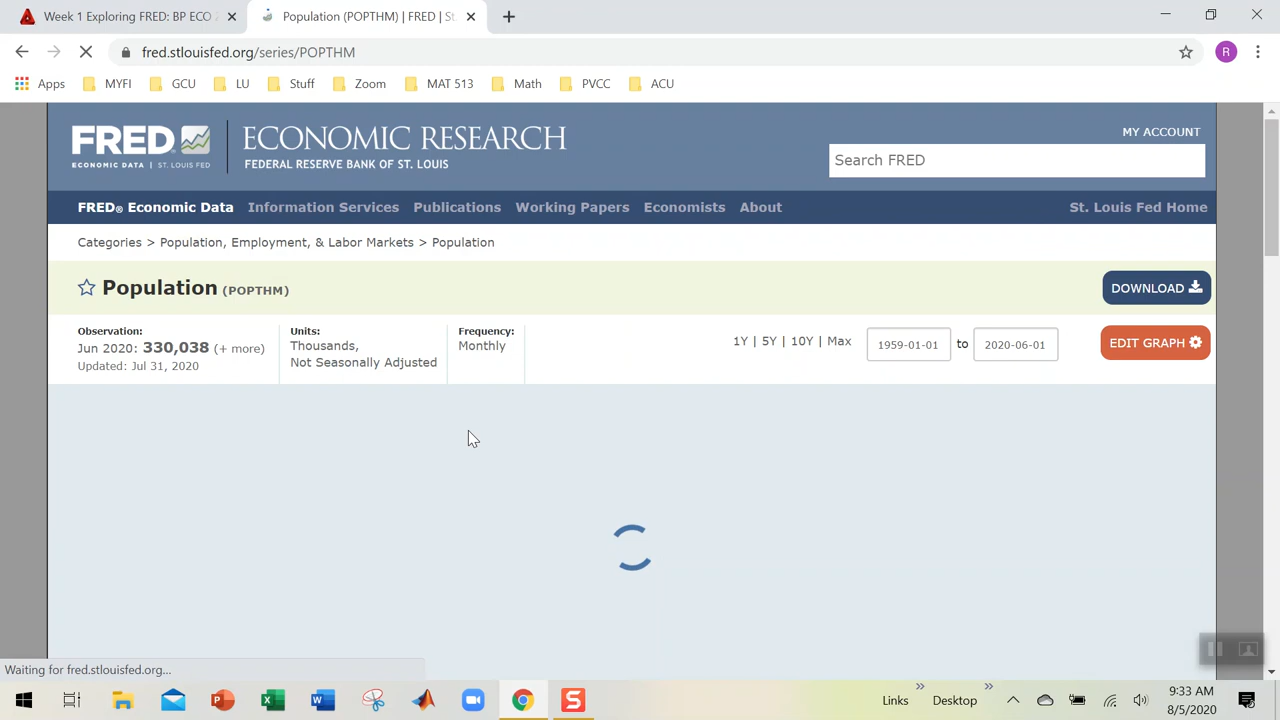 Week 1 Exploring FRED: BP ECO
Population (POPTHM) | FRED | St.
fred.stlouisfed.org/series/POPTHM
R
Apps MYFI GCU LU Stuff Zoom MAT 513 Math PVCC ACU
FRED ECONOMIC RESEARCH
ECONOMIC DATA | ST. LOUIS FED FEDERAL RESERVE BANK OF ST. LOUIS
MY ACCOUNT
Search FRED
FRED® Economic Data Information Services Publications Working Papers Economists About St. Louis Fed Home
Categories > Population, Employment, & Labor Markets > Population
Population (POPTHM)
DOWNLOAD
Observation:
Jun 2020: 330,038 (+ more)
Updated: Jul 31, 2020
Units:
Thousands,
Not Seasonally Adjusted
Frequency:
Monthly
1Y | 5Y | 10Y | Max 1959-01-01 to 2020-06-01
EDIT GRAPH
Waiting for fred.stlouisfed.org...
Links » Desktop »
9:33 AM
8/5/2020